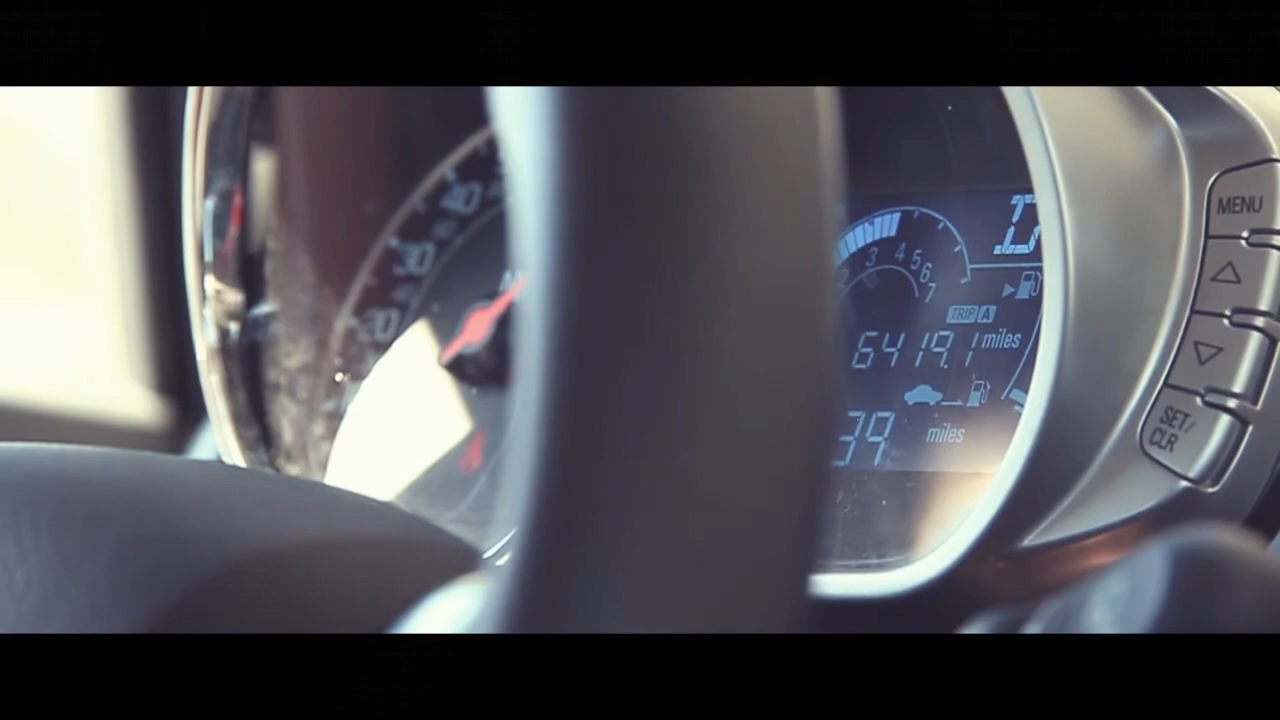 40
30
20
D
2 3 4 5 6 7
TRIP A
6419.1 miles
39 miles
MENU
SET/
CLR